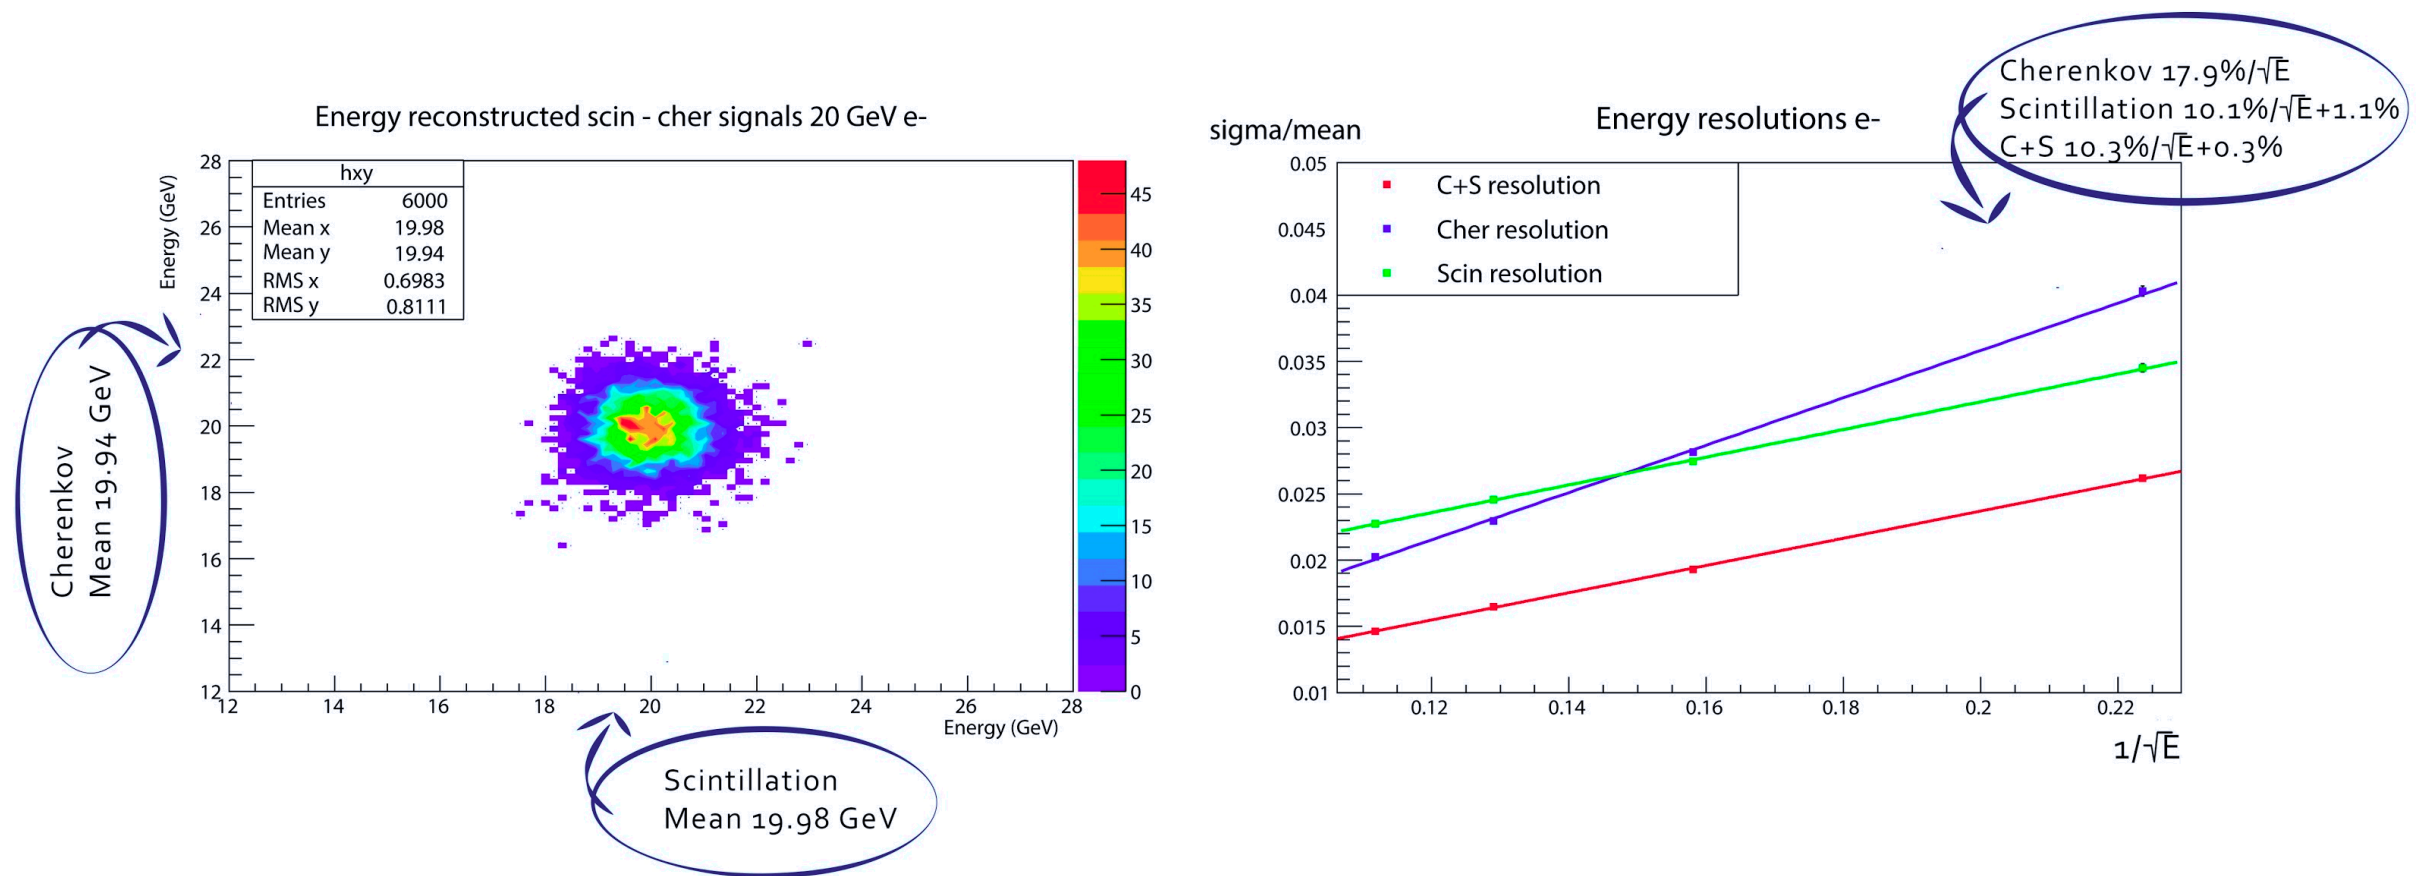 Energy reconstructed scin - cher signals 20 GeV e-
Energy (GeV)
28
26
24
22
20
18
16
14
12
hxy
Entries 6000
Mean x 19.98
Mean y 19.94
RMS x 0.6983
RMS y 0.8111
45
40
35
30
25
20
15
10
5
0
12 14 16 18 20 22 24 26 28
Energy (GeV)
Cherenkov
Mean 19.94 GeV
Scintillation
Mean 19.98 GeV
sigma/mean
Energy resolutions e-
Cherenkov 17.9%/√E
Scintillation 10.1%/√E+1.1%
C+S 10.3%/√E+0.3%
0.05
0.045
0.04
0.035
0.03
0.025
0.02
0.015
0.01
C+S resolution
Cher resolution
Scin resolution
0.12 0.14 0.16 0.18 0.2 0.22
1/√E